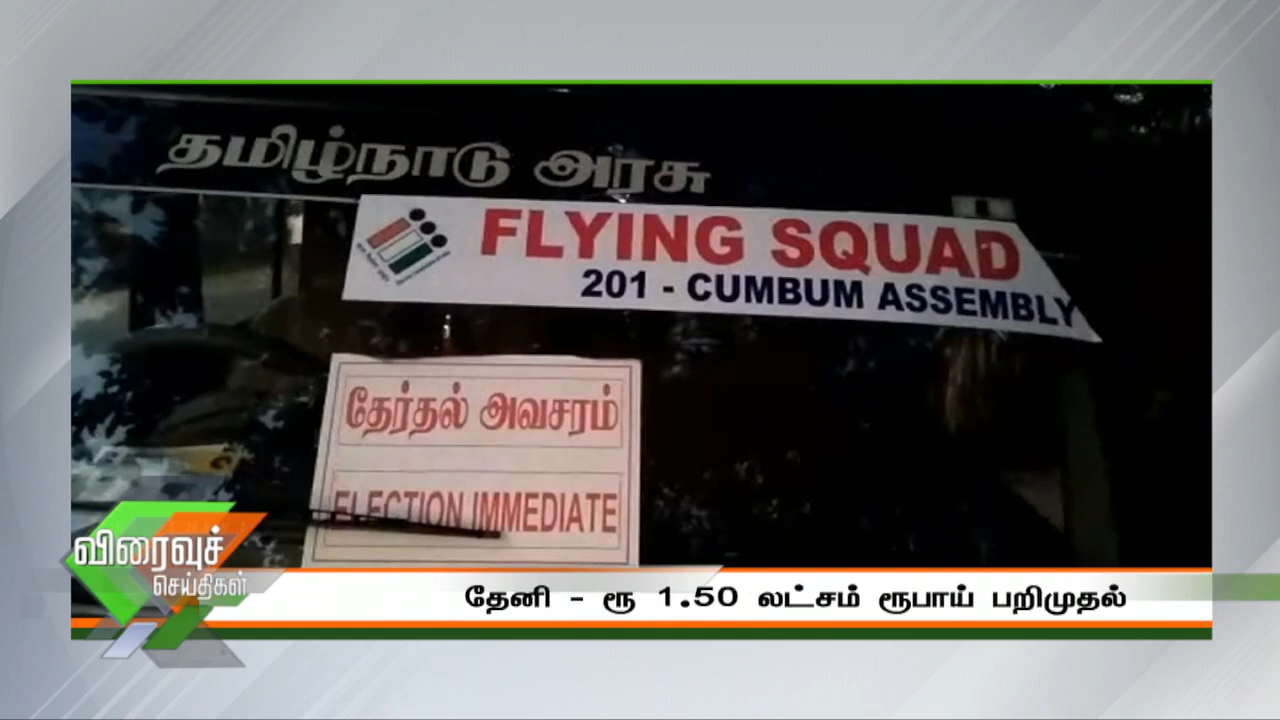 தமிழ்நாடு அரசு
FLYING SQUAD
201 - CUMBUM ASSEMBLY
தேர்தல் அவசரம்
ELECTION IMMEDIATE
விரைவுச்
செய்திகள்
தேனி - ரூ 1.50 லட்சம் ரூபாய் பறிமுதல்